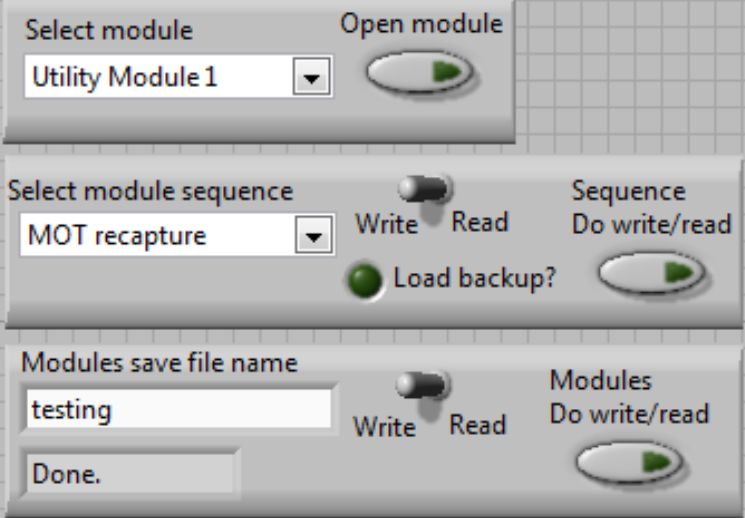 Select module
Open module
Utility Module 1
Select module sequence
Sequence
Do write/read
MOT recapture
Write
Read
Load backup?
Modules save file name
Modules
Do write/read
testing
Write
Read
Done.